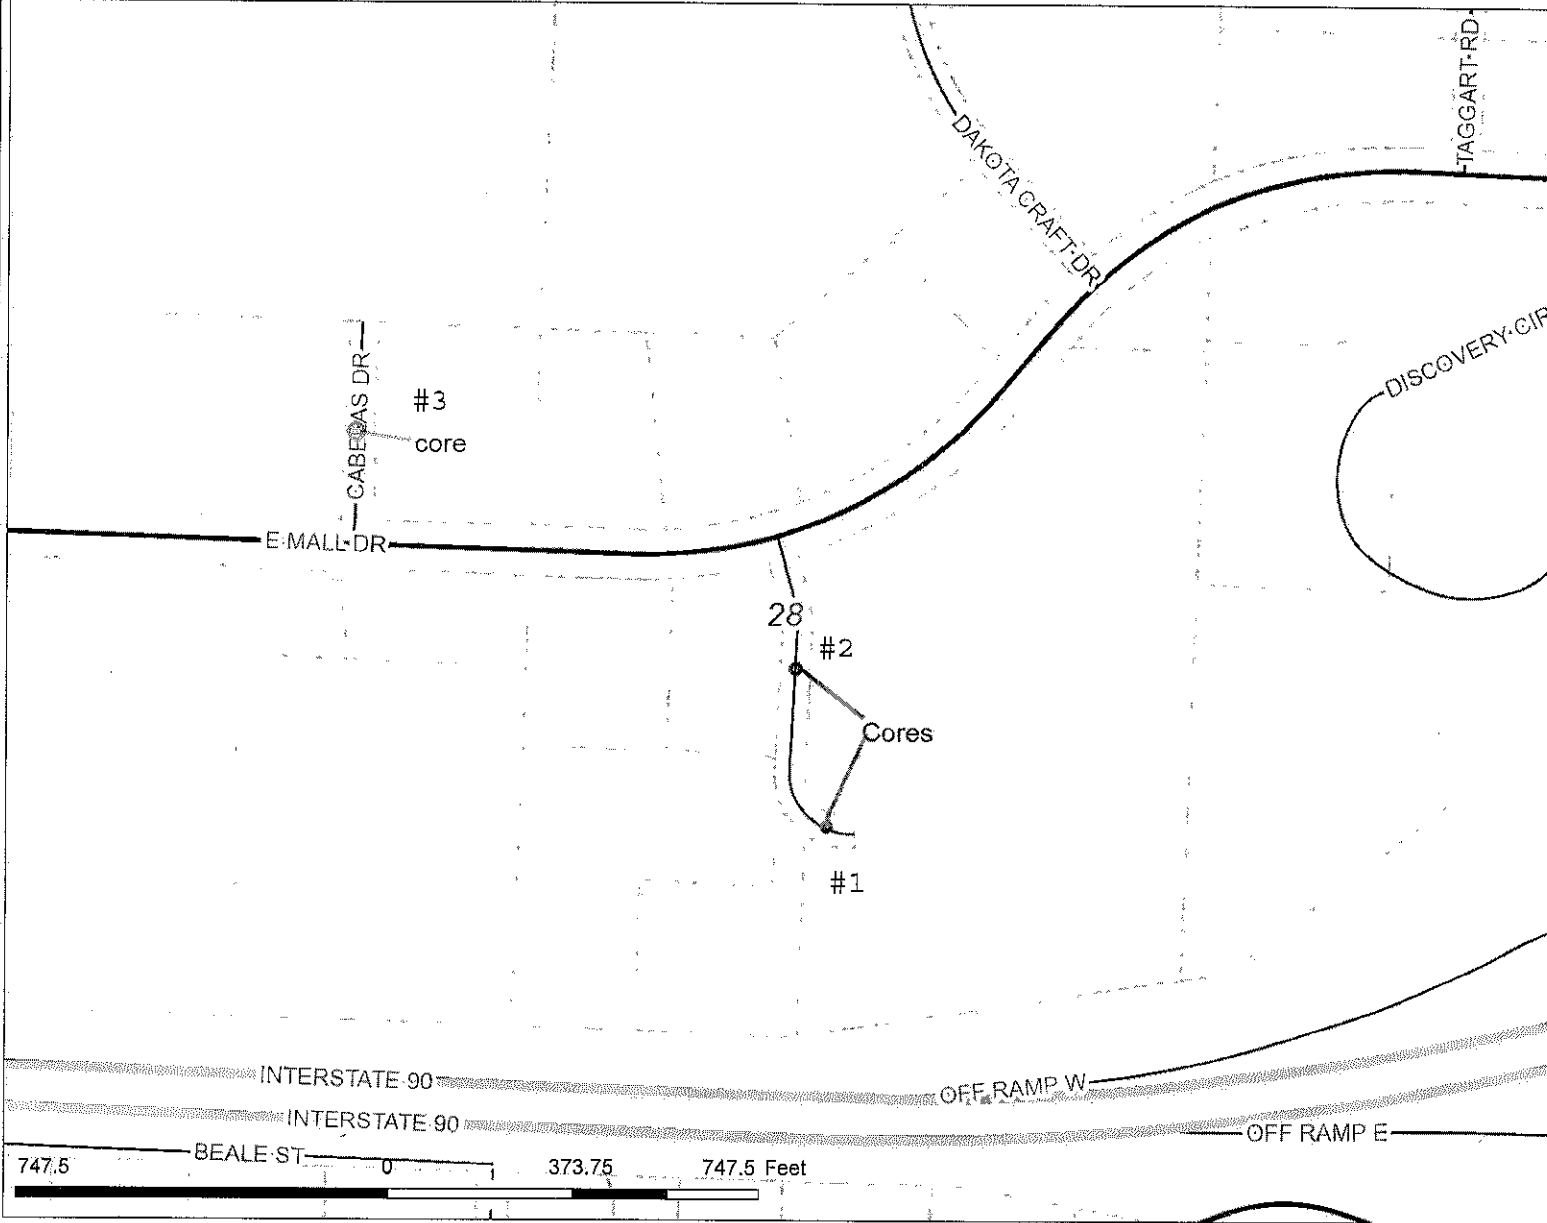 TAGGART RD
DAKOTA CRAFT DR
DISCOVERY CIR
CABELAS DR
#3
core
E MALL DR
28
#2
Cores
#1
INTERSTATE 90
OFF RAMP W
INTERSTATE 90
OFF RAMP E
BEALE ST
747.5 0 373.75 747.5 Feet